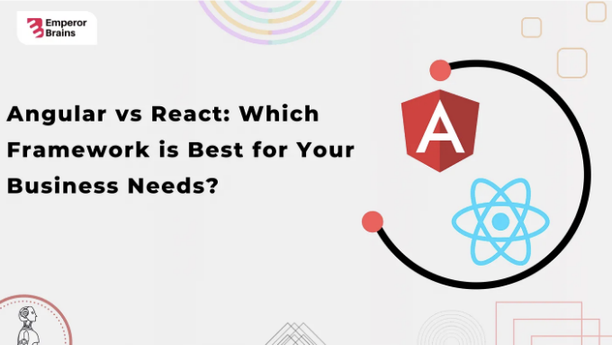 Emperor
Brains
Angular vs React: Which
Framework is Best for Your
Business Needs?
A